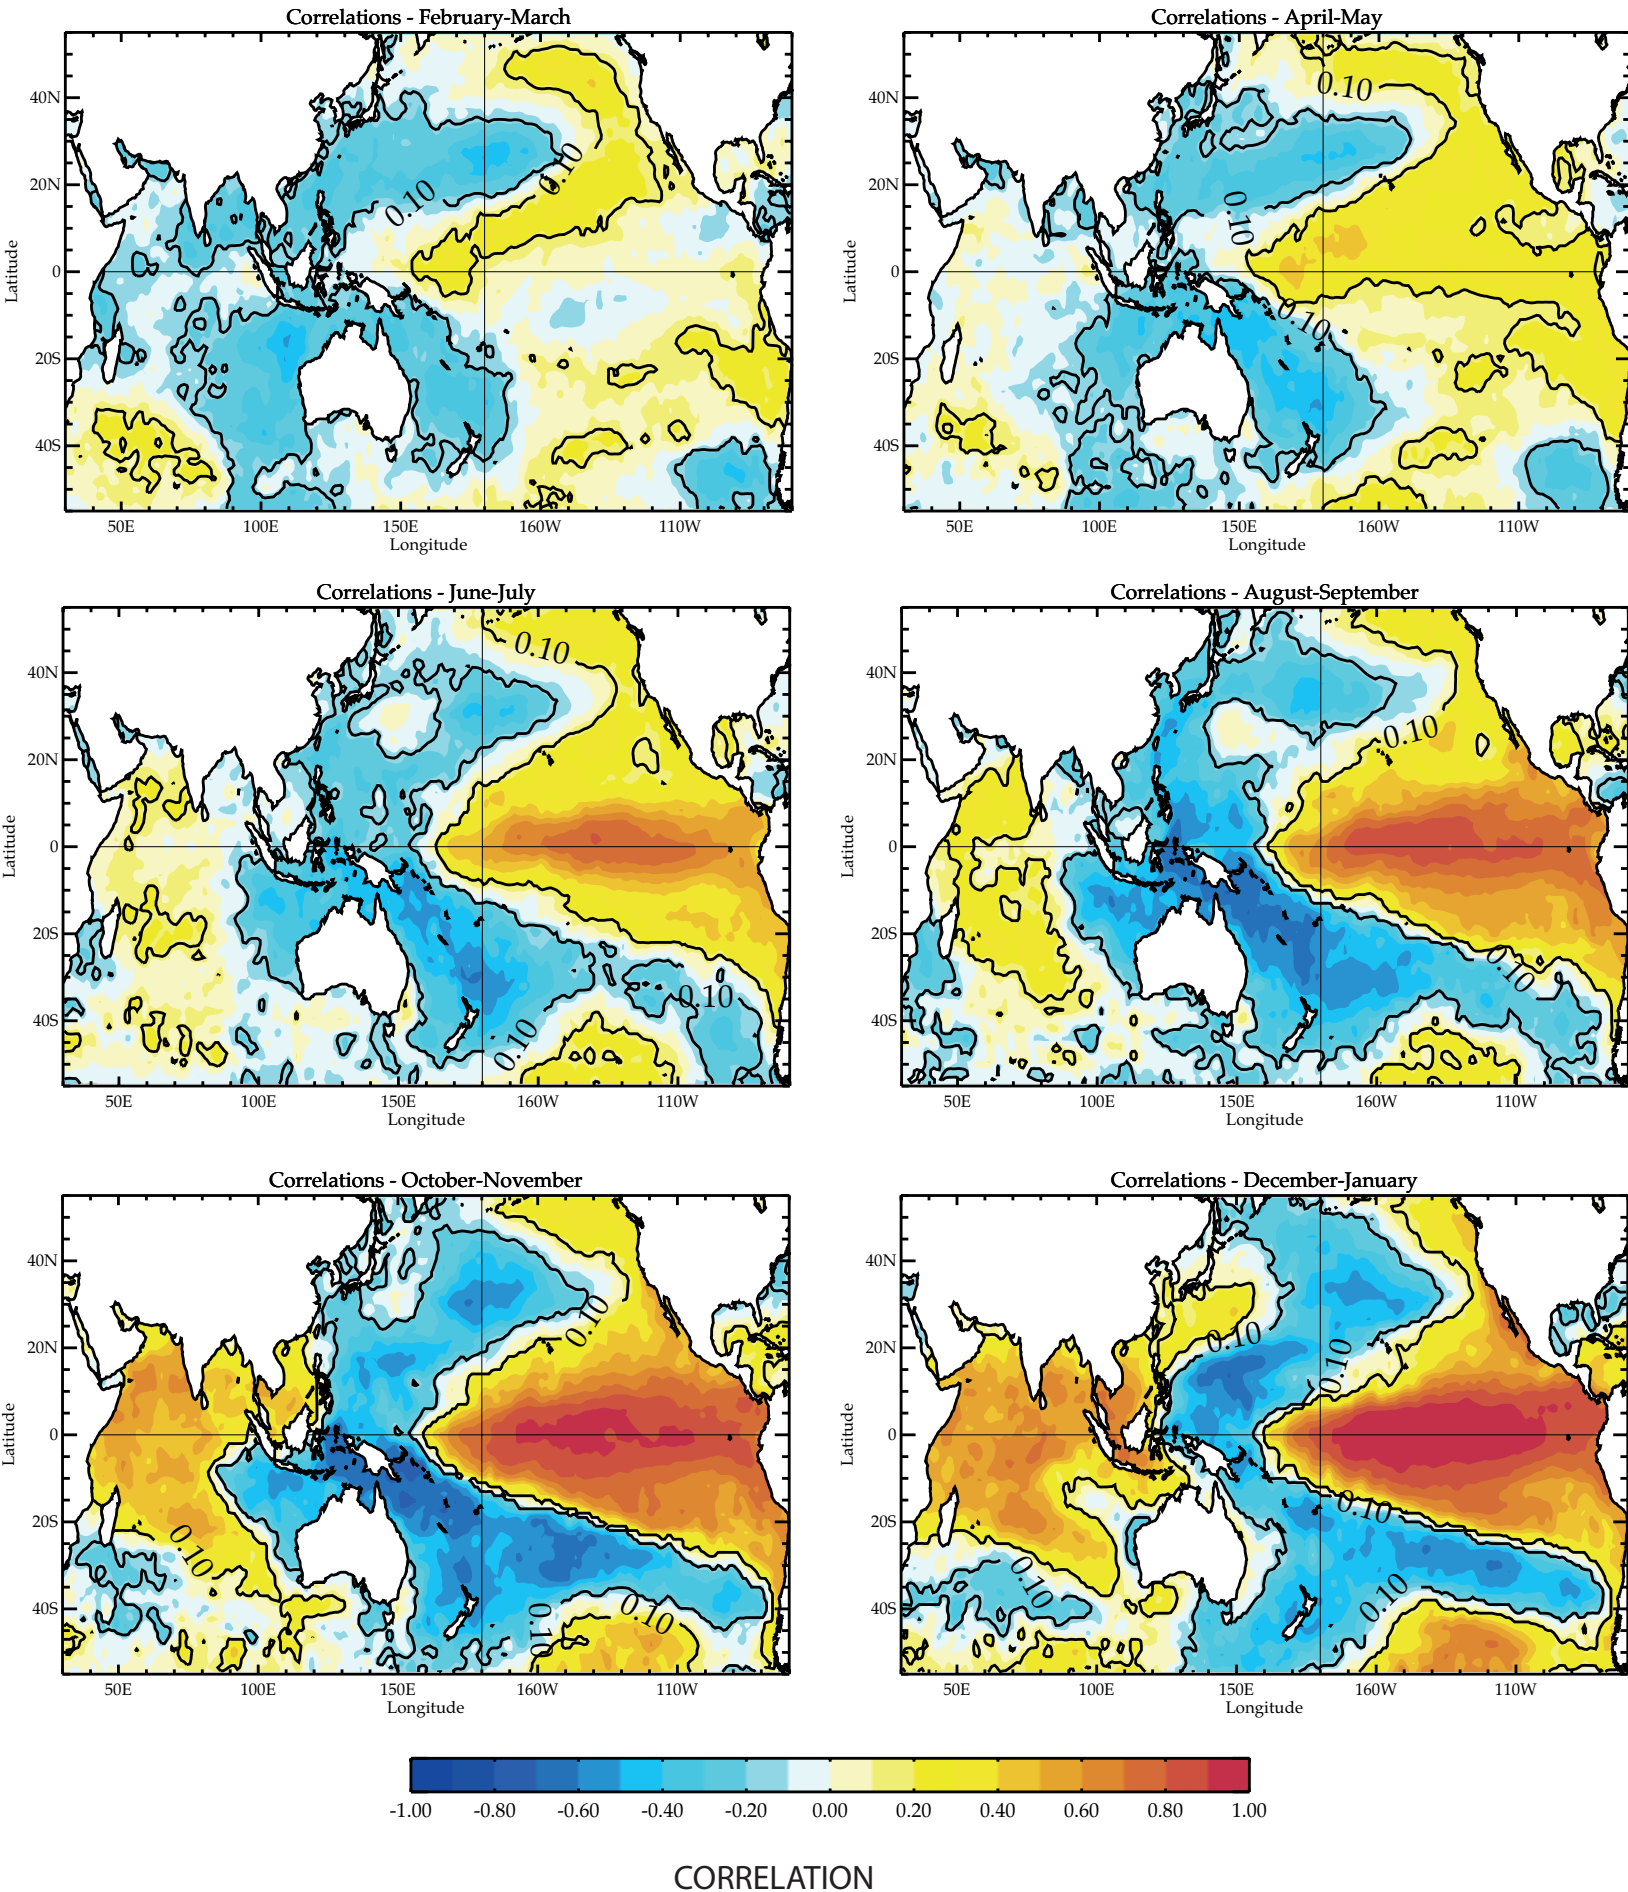 Correlations - February-March
Correlations - April-May
40N
20N
0
20S
40S
Latitude
0.10
0.10
50E
100E
150E
160W
110W
Longitude
40N
20N
0
20S
40S
Latitude
0.10
0.10
0.10
50E
100E
150E
160W
110W
Longitude
Correlations - June-July
Correlations - August-September
40N
20N
0
20S
40S
Latitude
0.10
0.10
0.10
50E
100E
150E
160W
110W
Longitude
40N
20N
0
20S
40S
Latitude
0.10
0.10
50E
100E
150E
160W
110W
Longitude
Correlations - October-November
Correlations - December-January
40N
20N
0
20S
40S
Latitude
0.10
0.10
0.10
0.10
50E
100E
150E
160W
110W
Longitude
40N
20N
0
20S
40S
Latitude
0.10
0.10
0.10
0.10
0.10
50E
100E
150E
160W
110W
Longitude
-1.00 -0.80 -0.60 -0.40 -0.20 0.00 0.20 0.40 0.60 0.80 1.00
CORRELATION